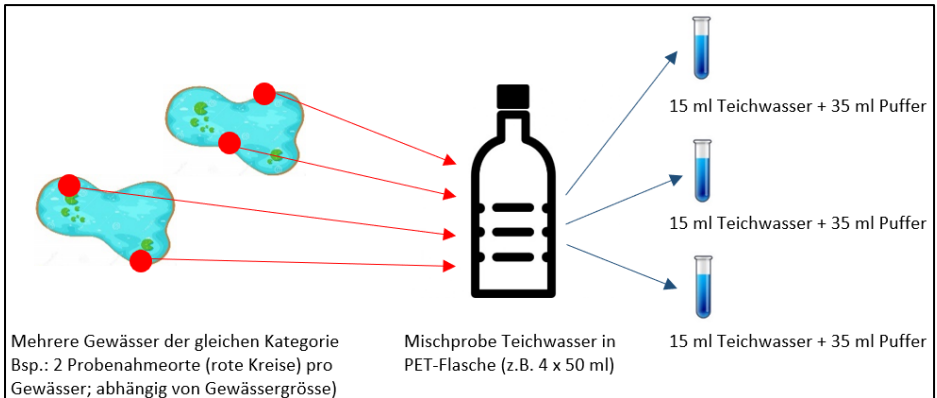 15 ml Teichwasser + 35 ml Puffer
15 ml Teichwasser + 35 ml Puffer
Mehrere Gewässer der gleichen Kategorie
Bsp.: 2 Probenahmeorte (rote Kreise) pro
Gewässer; abhängig von Gewässergrösse)
Mischprobe Teichwasser in
PET-Flasche (z.B. 4 x 50 ml)
15 ml Teichwasser + 35 ml Puffer